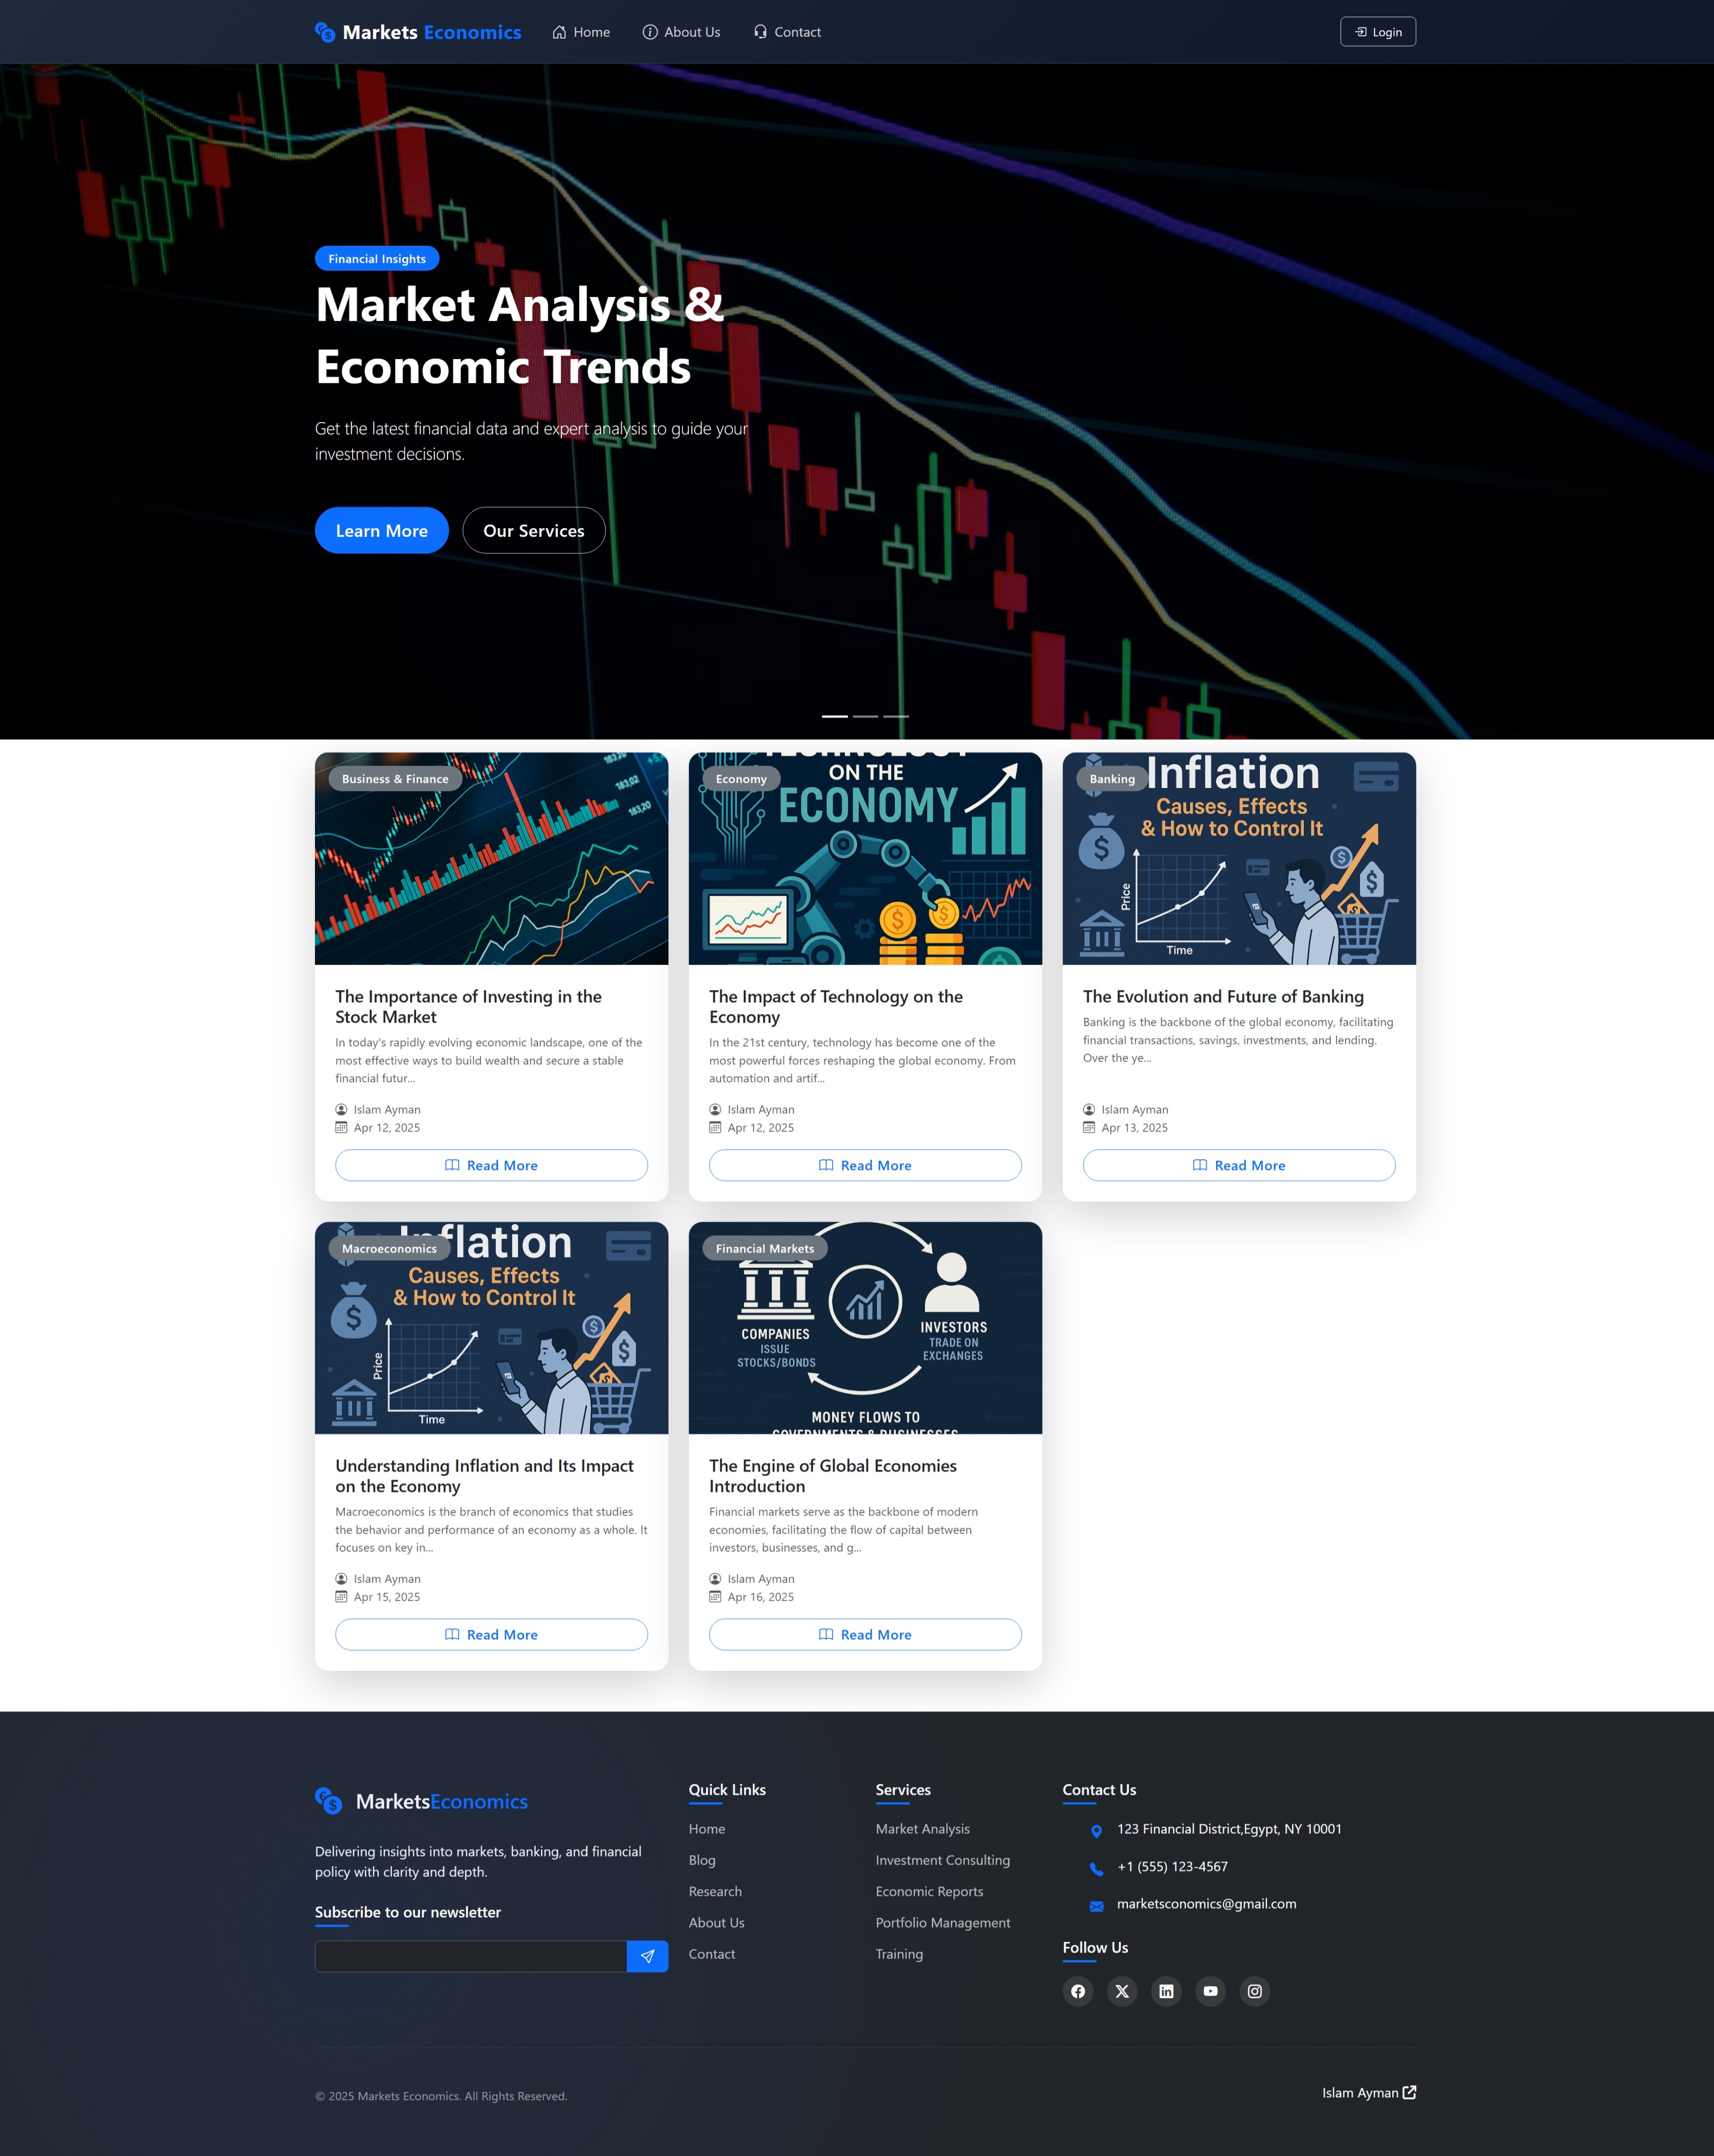 Markets Economics
Home
About Us
Contact
Login
Financial Insights
Market Analysis &
Economic Trends
Get the latest financial data and expert analysis to guide your
investment decisions.
Learn More
Our Services
Business & Finance
183,02
183,20
The Importance of Investing in the
Stock Market
In today's rapidly evolving economic landscape, one of the
most effective ways to build wealth and secure a stable
financial futur...
Islam Ayman
Apr 12, 2025
Read More
Economy
TECHNOLOGY
ON THE
ECONOMY
The Impact of Technology on the
Economy
In the 21st century, technology has become one of the
most powerful forces reshaping the global economy. From
automation and artif...
Islam Ayman
Apr 12, 2025
Read More
Banking
Inflation
Causes, Effects
& How to Control It
Price
Time
The Evolution and Future of Banking
Banking is the backbone of the global economy, facilitating
financial transactions, savings, investments, and lending.
Over the ye...
Islam Ayman
Apr 13, 2025
Read More
Macroeconomics
Inflation
Causes, Effects
& How to Control It
Price
Time
Understanding Inflation and Its Impact
on the Economy
Macroeconomics is the branch of economics that studies
the behavior and performance of an economy as a whole. It
focuses on key in...
Islam Ayman
Apr 15, 2025
Read More
Financial Markets
COMPANIES
ISSUE
STOCKS/BONDS
INVESTORS
TRADE ON
EXCHANGES
MONEY FLOWS TO
GOVERNMENTS & BUSINESSES
The Engine of Global Economies
Introduction
Financial markets serve as the backbone of modern
economies, facilitating the flow of capital between
investors, businesses, and g...
Islam Ayman
Apr 16, 2025
Read More
MarketsEconomics
Delivering insights into markets, banking, and financial
policy with clarity and depth.
Subscribe to our newsletter
Quick Links
Home
Blog
Research
About Us
Contact
Services
Market Analysis
Investment Consulting
Economic Reports
Portfolio Management
Training
Contact Us
123 Financial District,Egypt, NY 10001
+1 (555) 123-4567
marketsconomics@gmail.com
Follow Us
© 2025 Markets Economics. All Rights Reserved.
Islam Ayman